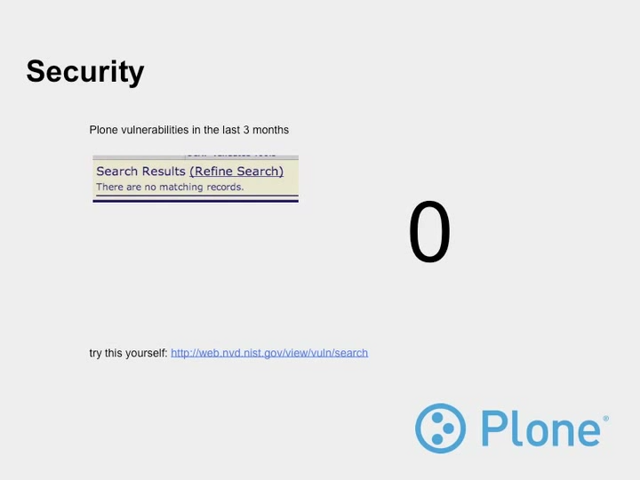 Security
Plone vulnerabilities in the last 3 months
Search Results (Refine Search)
There are no matching records.
0
try this yourself: http://web.nvd.nist.gov/view/vuln/search
Plone®